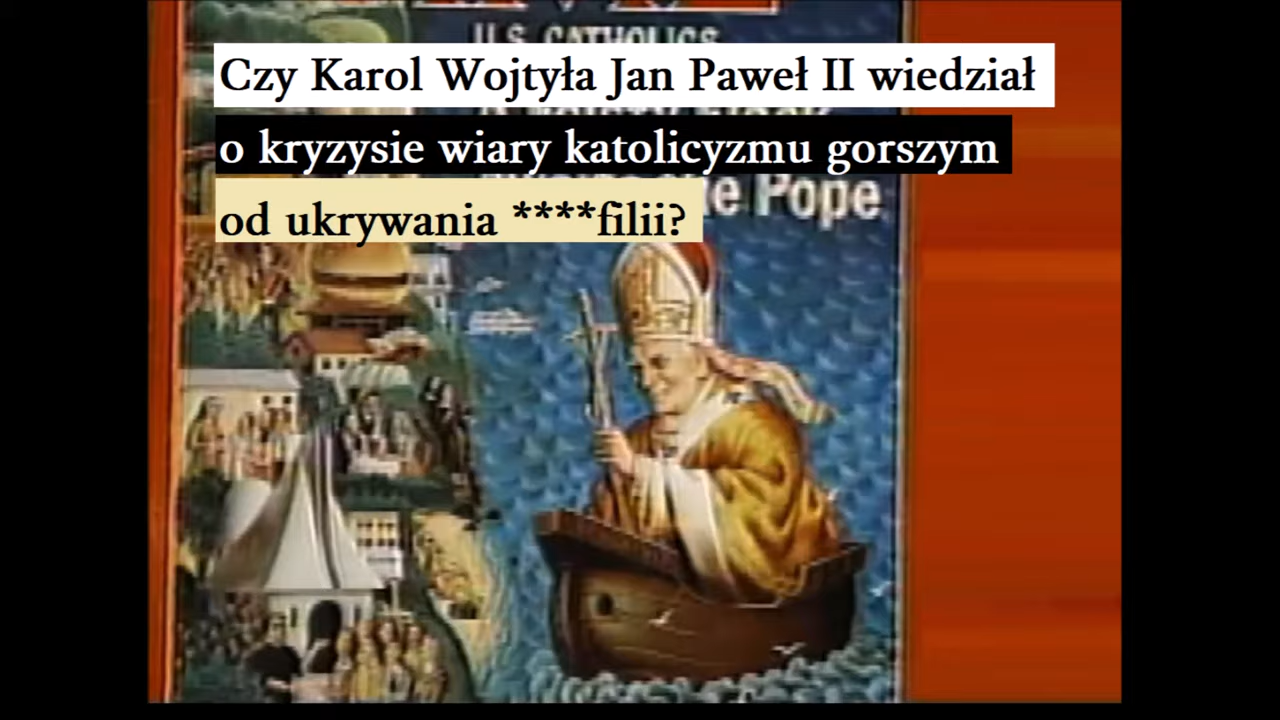 U.S. CATHOLICS
Czy Karol Wojtyła Jan Paweł II wiedział
o kryzysie wiary katolicyzmu gorszym
od ukrywania ****filii?
Pope